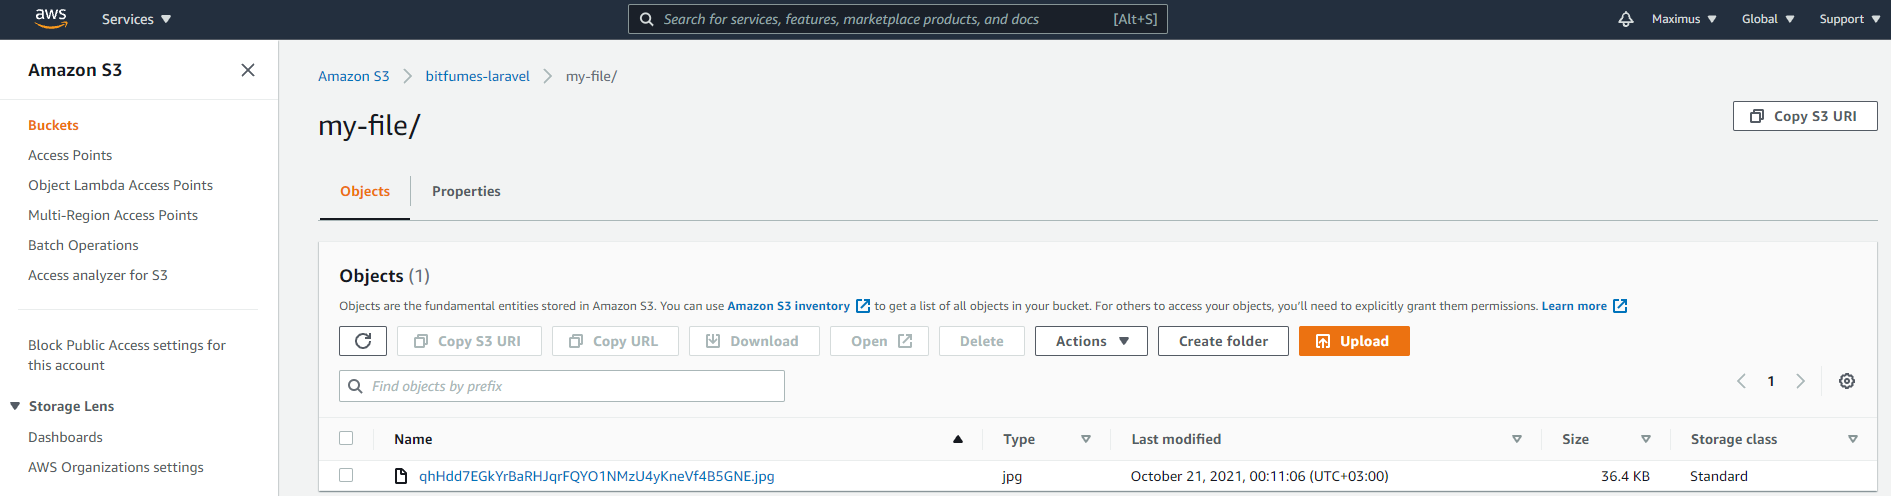 aws Services Search for services, features, marketplace products, and docs [Alt+S] Maximus Global Support
Amazon S3
Buckets
Access Points
Object Lambda Access Points
Multi-Region Access Points
Batch Operations
Access analyzer for S3
Block Public Access settings for
this account
Storage Lens
Dashboards
AWS Organizations settings
Amazon S3 bitfumes-laravel my-file/
my-file/
Copy S3 URI
Objects Properties
Objects (1)
Objects are the fundamental entities stored in Amazon S3. You can use Amazon S3 inventory to get a list of all objects in your bucket. For others to access your objects, you'll need to explicitly grant them permissions. Learn more
Copy S3 URI Copy URL Download Open Delete Actions Create folder Upload
Find objects by prefix
1
Name Type Last modified Size Storage class
qhHdd7EGkYrBaRHJqrFQYO1NMzU4yKneVf4B5GNE.jpg jpg October 21, 2021, 00:11:06 (UTC+03:00) 36.4 KB Standard